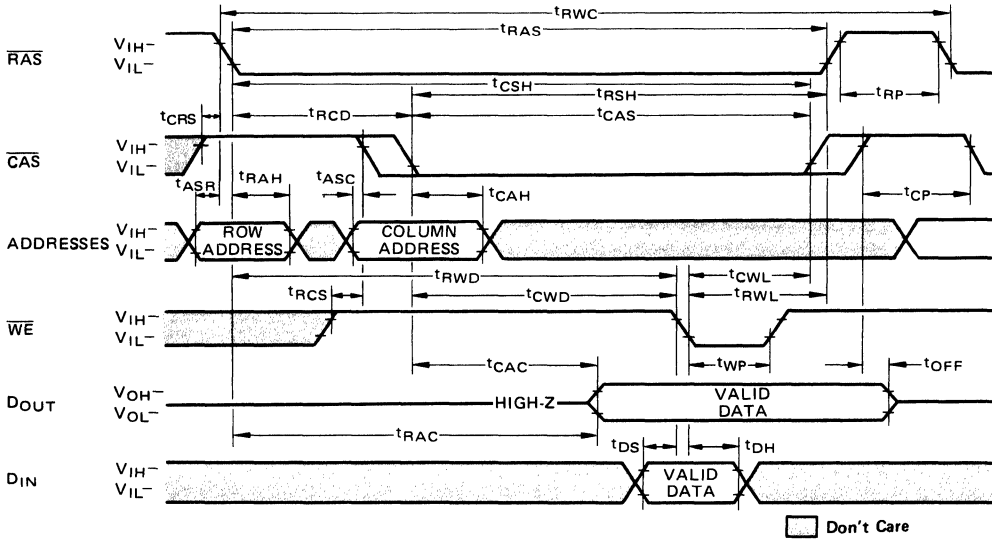 tRWC
tRAS
RAS
VIH–
VIL–
tCSH
tRSH
tRP
tCRS
tRCD
tCAS
CAS
VIH–
VIL–
tASR
tRAH
tASC
tCAH
tCP
ADDRESSES
VIH–
VIL–
ROW
ADDRESS
COLUMN
ADDRESS
tRWD
tCWL
tRCS
tCWD
tRWL
WE
VIH–
VIL–
tCAC
tWP
tOFF
DOUT
VOH–
VOL–
HIGH-Z
VALID
DATA
tRAC
tDS
tDH
DIN
VIH–
VIL–
VALID
DATA
Don't Care